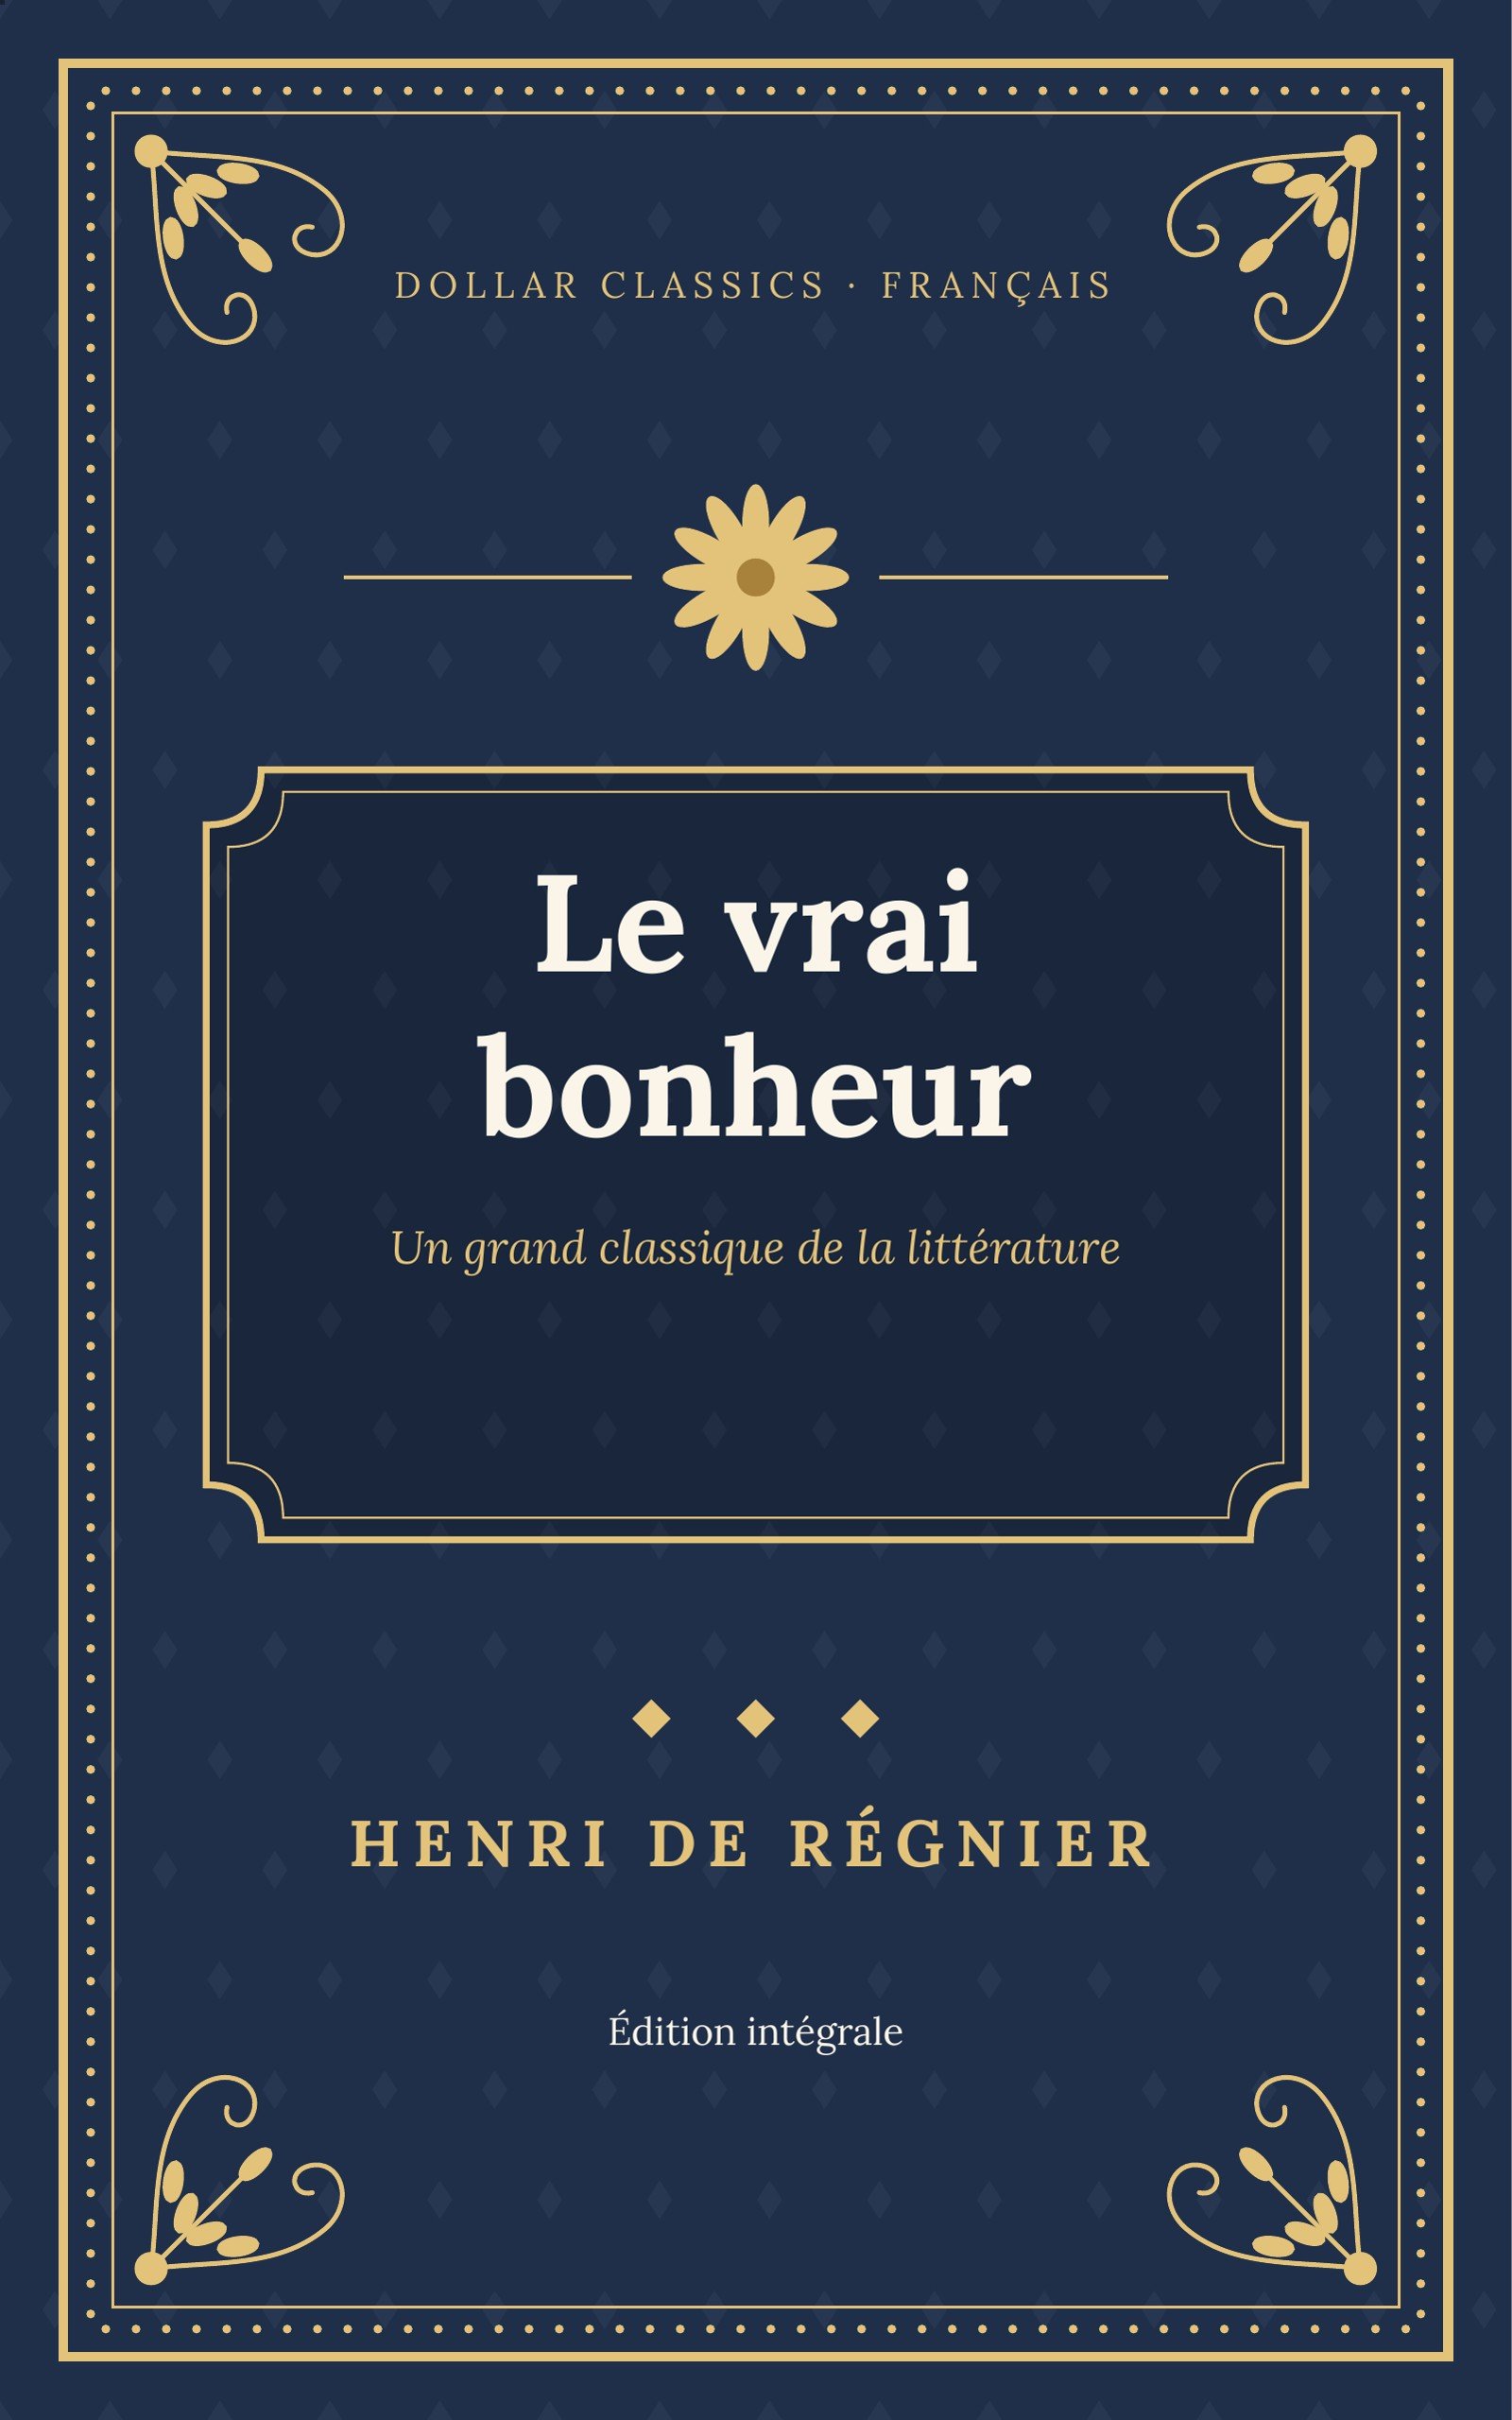 DOLLAR CLASSICS · FRANÇAIS
Le vrai
bonheur
Un grand classique de la littérature
HENRI DE RÉGNIER
Édition intégrale